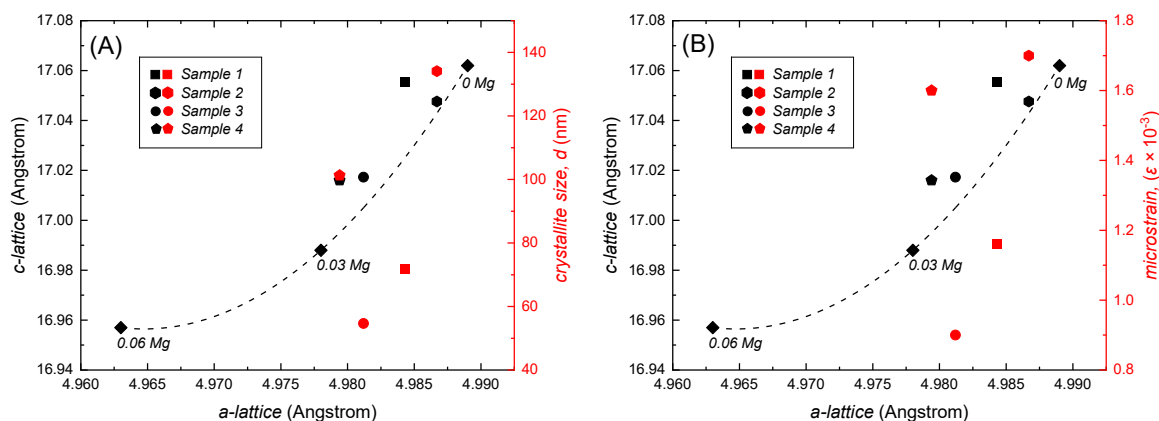 (A)
Sample 1
Sample 2
Sample 3
Sample 4
0 Mg
0.03 Mg
0.06 Mg
17.08
17.06
17.04
17.02
17.00
16.98
16.96
16.94
c-lattice (Angstrom)
4.960 4.965 4.970 4.975 4.980 4.985 4.990
a-lattice (Angstrom)
140
120
100
80
60
40
crystallite size, d (nm)
(B)
Sample 1
Sample 2
Sample 3
Sample 4
0 Mg
0.03 Mg
0.06 Mg
17.08
17.06
17.04
17.02
17.00
16.98
16.96
16.94
c-lattice (Angstrom)
4.960 4.965 4.970 4.975 4.980 4.985 4.990
a-lattice (Angstrom)
1.8
1.6
1.4
1.2
1.0
0.8
microstrain, (ε × 10⁻³)